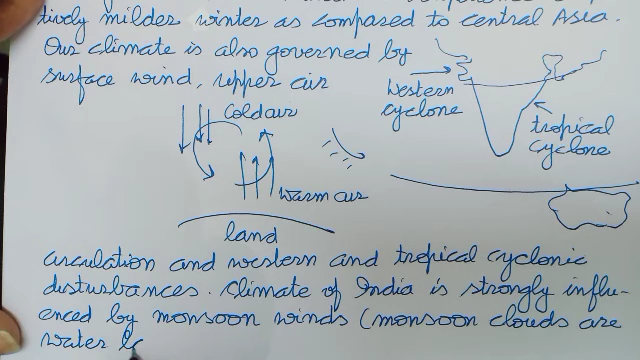 tively milder winter as compared to central Asia.
Our climate is also governed by
surface wind, upper air
Western
cyclone
tropical
cyclone
Cold air
Warm air
land
circulation and western and tropical cyclonic
disturbances. Climate of India is strongly influ-
enced by monsoon winds (monsoon clouds are
water